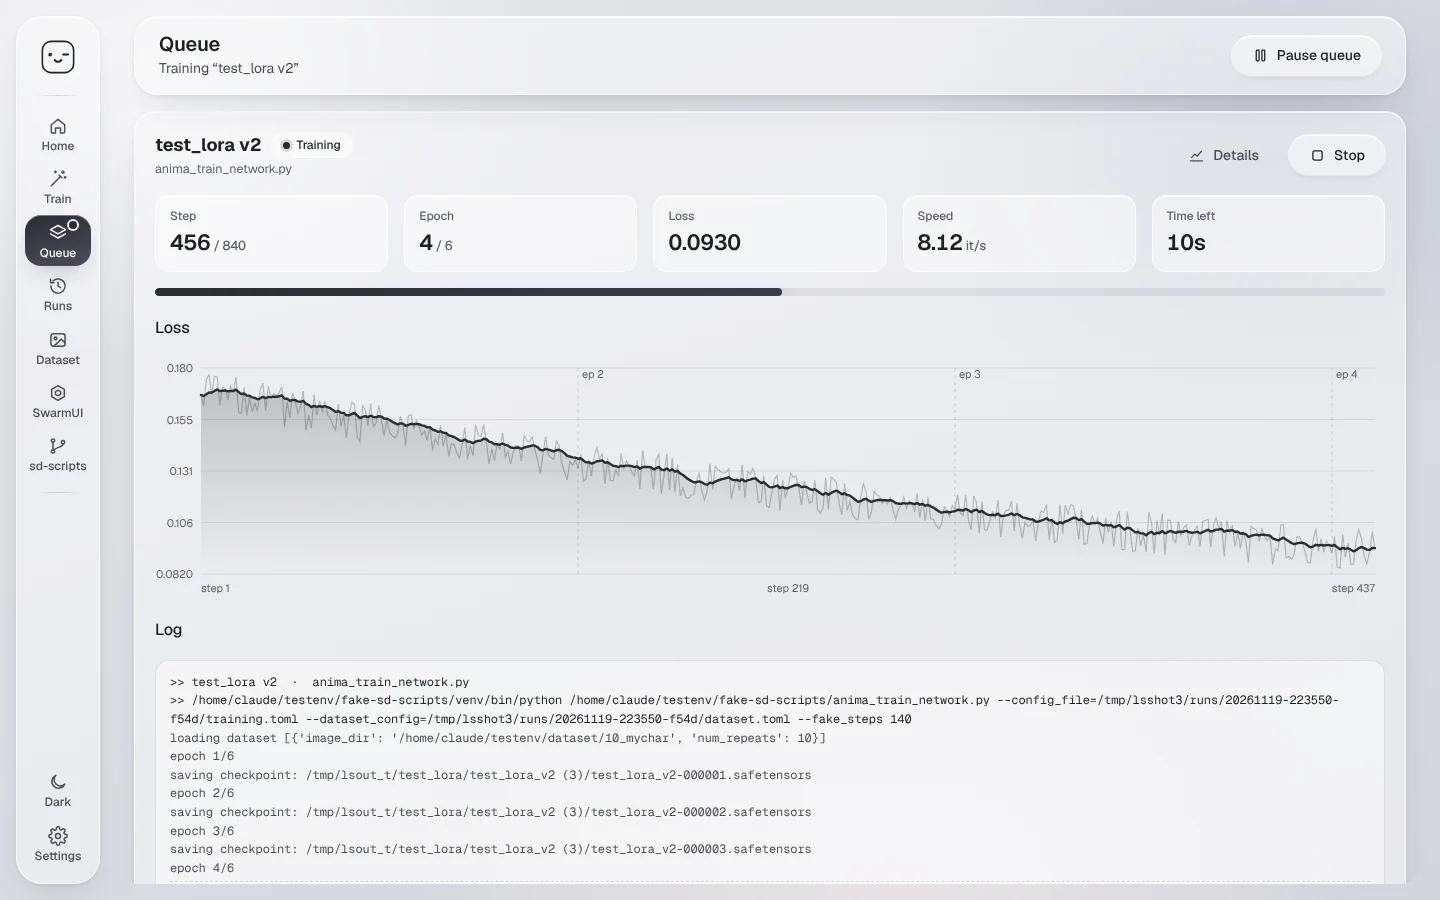 Home
Train
Queue
Runs
Dataset
SwarmUI
sd-scripts
Dark
Settings
Queue
Training “test_lora v2”
Pause queue
test_lora v2
Training
anima_train_network.py
Details
Stop
Step
456 / 840
Epoch
4 / 6
Loss
0.0930
Speed
8.12 it/s
Time left
10s
Loss
0.180
0.155
0.131
0.106
0.0820
ep 2
ep 3
ep 4
step 1
step 219
step 437
Log
>> test_lora v2 · anima_train_network.py
>> /home/claude/testenv/fake-sd-scripts/venv/bin/python /home/claude/testenv/fake-sd-scripts/anima_train_network.py --config_file=/tmp/lsshot3/runs/20261119-223550-
f54d/training.toml --dataset_config=/tmp/lsshot3/runs/20261119-223550-f54d/dataset.toml --fake_steps 140
loading dataset [{'image_dir': '/home/claude/testenv/dataset/10_mychar', 'num_repeats': 10}]
epoch 1/6
saving checkpoint: /tmp/lsout_t/test_lora/test_lora_v2 (3)/test_lora_v2-000001.safetensors
epoch 2/6
saving checkpoint: /tmp/lsout_t/test_lora/test_lora_v2 (3)/test_lora_v2-000002.safetensors
epoch 3/6
saving checkpoint: /tmp/lsout_t/test_lora/test_lora_v2 (3)/test_lora_v2-000003.safetensors
epoch 4/6